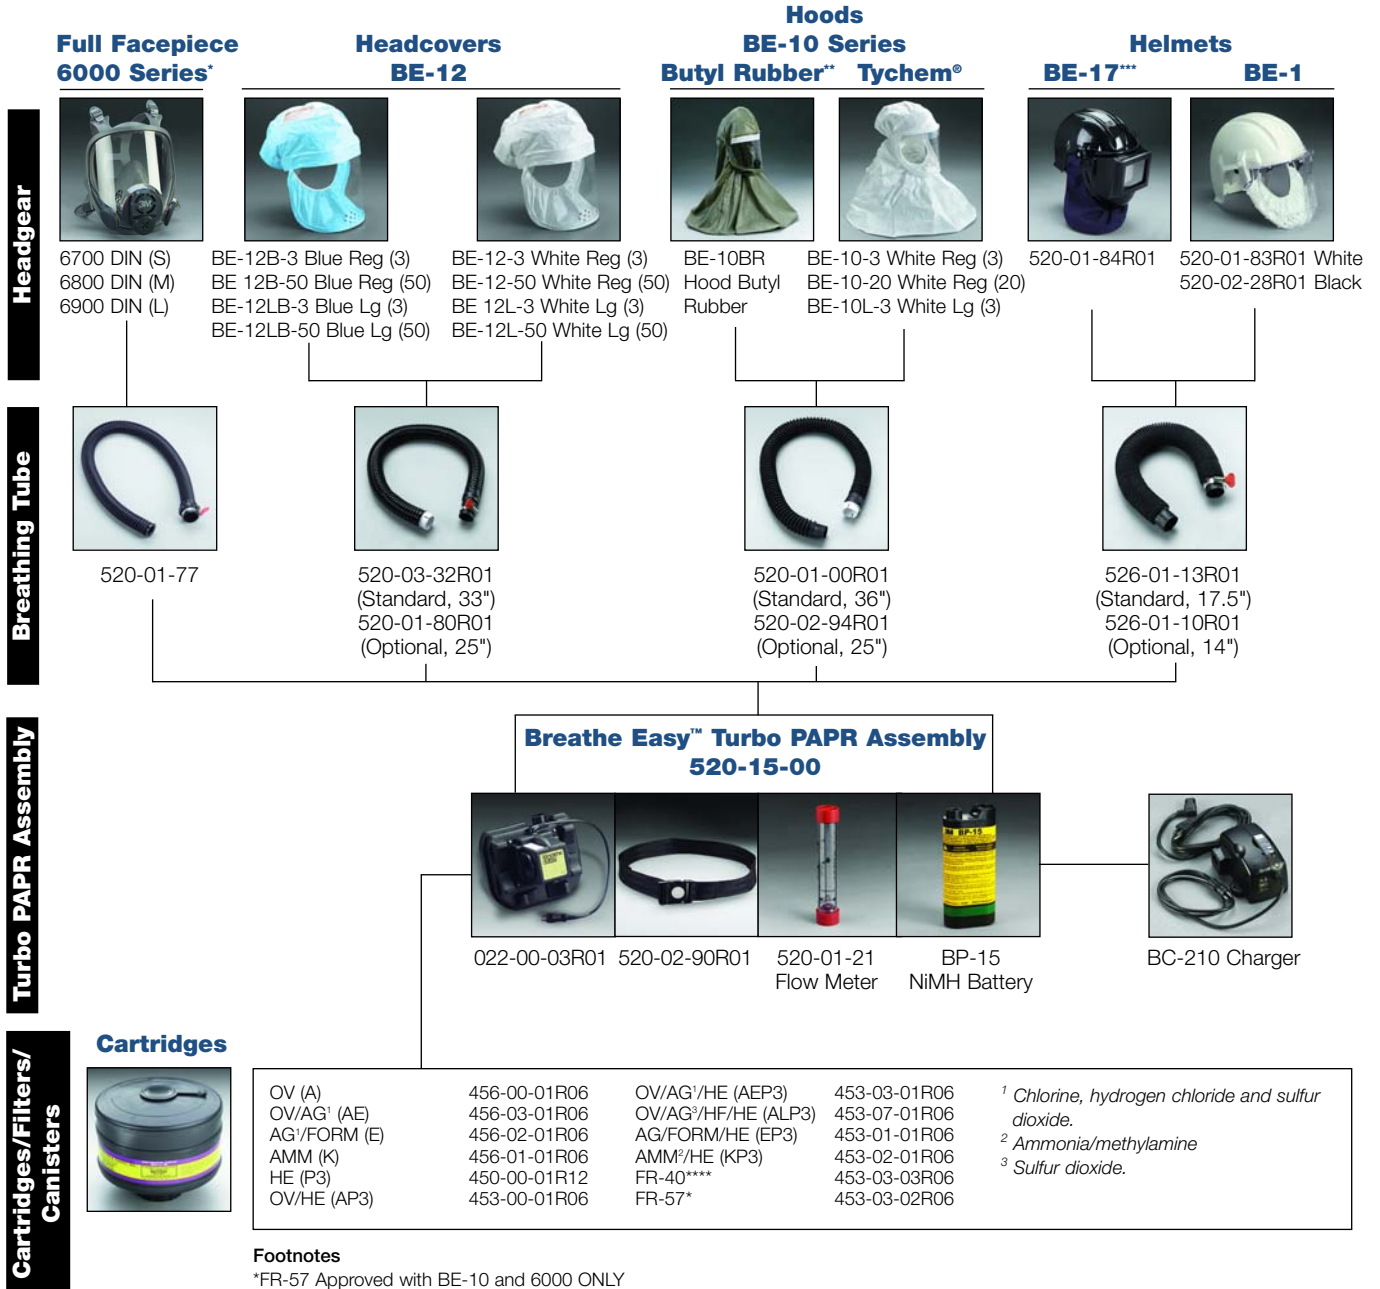 Hoods
Full Facepiece Headcovers BE-10 Series Helmets
6000 Series* BE-12 Butyl Rubber** Tychem® BE-17*** BE-1
Headgear
6700 DIN (S)
6800 DIN (M)
6900 DIN (L)
BE-12B-3 Blue Reg (3)
BE 12B-50 Blue Reg (50)
BE-12LB-3 Blue Lg (3)
BE-12LB-50 Blue Lg (50)
BE-12-3 White Reg (3)
BE-12-50 White Reg (50)
BE 12L-3 White Lg (3)
BE-12L-50 White Lg (50)
BE-10BR
Hood Butyl
Rubber
BE-10-3 White Reg (3)
BE-10-20 White Reg (20)
BE-10L-3 White Lg (3)
520-01-84R01
520-01-83R01 White
520-02-28R01 Black
Breathing Tube
520-01-77
520-03-32R01
(Standard, 33")
520-01-80R01
(Optional, 25")
520-01-00R01
(Standard, 36")
520-02-94R01
(Optional, 25")
526-01-13R01
(Standard, 17.5")
526-01-10R01
(Optional, 14")
Turbo PAPR Assembly
Breathe Easy™ Turbo PAPR Assembly
520-15-00
3M BP-15
022-00-03R01
520-02-90R01
520-01-21
Flow Meter
BP-15
NiMH Battery
BC-210 Charger
Cartridges/Filters/
Canisters
Cartridges
OV (A) 456-00-01R06
OV/AG¹ (AE) 456-03-01R06
AG¹/FORM (E) 456-02-01R06
AMM (K) 456-01-01R06
HE (P3) 450-00-01R12
OV/HE (AP3) 453-00-01R06
OV/AG¹/HE (AEP3) 453-03-01R06
OV/AG³/HF/HE (ALP3) 453-07-01R06
AG/FORM/HE (EP3) 453-01-01R06
AMM²/HE (KP3) 453-02-01R06
FR-40**** 453-03-03R06
FR-57* 453-03-02R06
¹ Chlorine, hydrogen chloride and sulfur
dioxide.
² Ammonia/methylamine
³ Sulfur dioxide.
Footnotes
*FR-57 Approved with BE-10 and 6000 ONLY